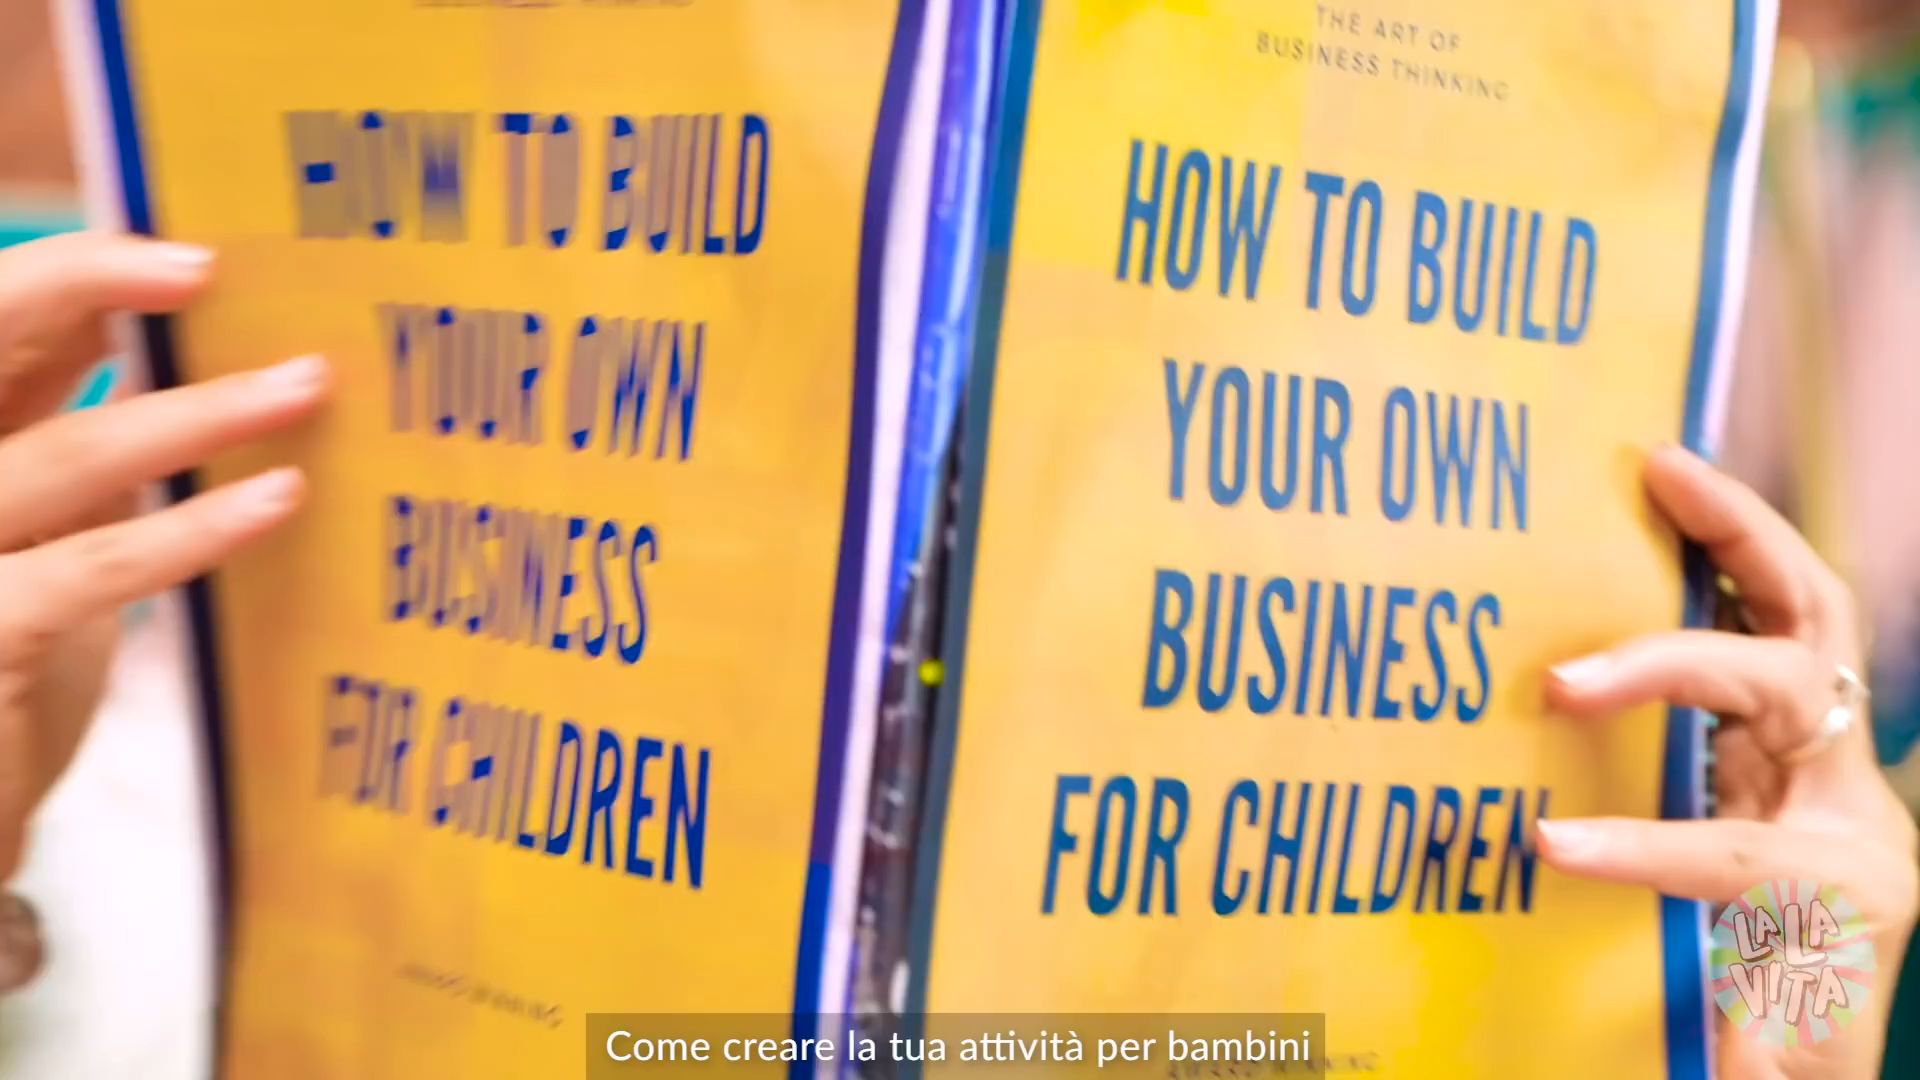 HOW TO BUILD
YOUR OWN
BUSINESS
FOR CHILDREN
THE ART OF
BUSINESS THINKING
HOW TO BUILD
YOUR OWN
BUSINESS
FOR CHILDREN
LA LA
VITA
Come creare la tua attività per bambini